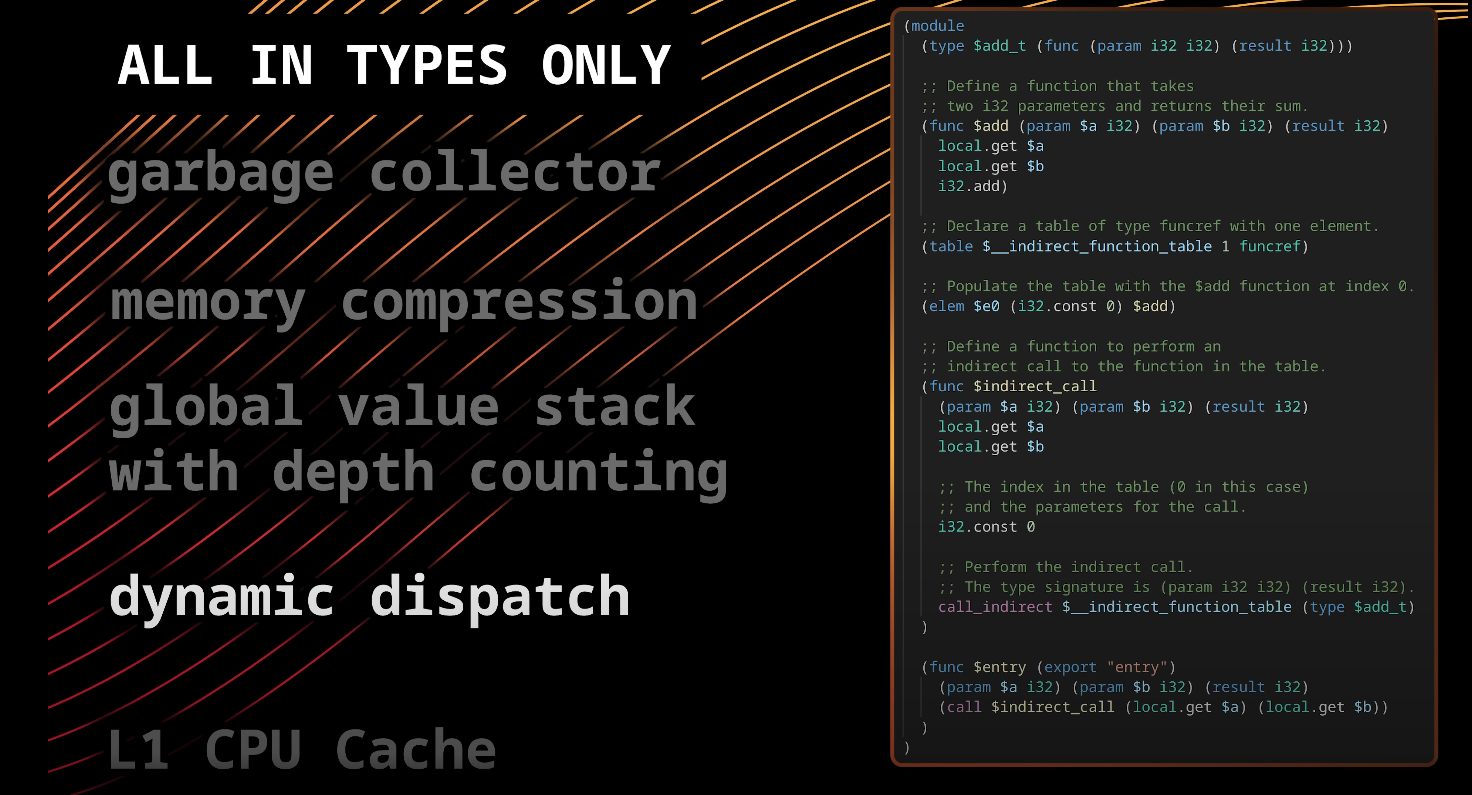 ALL IN TYPES ONLY
garbage collector
memory compression
global value stack
with depth counting
dynamic dispatch
L1 CPU Cache
(module
(type $add_t (func (param i32 i32) (result i32)))
;; Define a function that takes
;; two i32 parameters and returns their sum.
(func $add (param $a i32) (param $b i32) (result i32)
local.get $a
local.get $b
i32.add)
;; Declare a table of type funcref with one element.
(table $__indirect_function_table 1 funcref)
;; Populate the table with the $add function at index 0.
(elem $e0 (i32.const 0) $add)
;; Define a function to perform an
;; indirect call to the function in the table.
(func $indirect_call
(param $a i32) (param $b i32) (result i32)
local.get $a
local.get $b
;; The index in the table (0 in this case)
;; and the parameters for the call.
i32.const 0
;; Perform the indirect call.
;; The type signature is (param i32 i32) (result i32).
call_indirect $__indirect_function_table (type $add_t)
)
(func $entry (export "entry")
(param $a i32) (param $b i32) (result i32)
(call $indirect_call (local.get $a) (local.get $b))
)
)